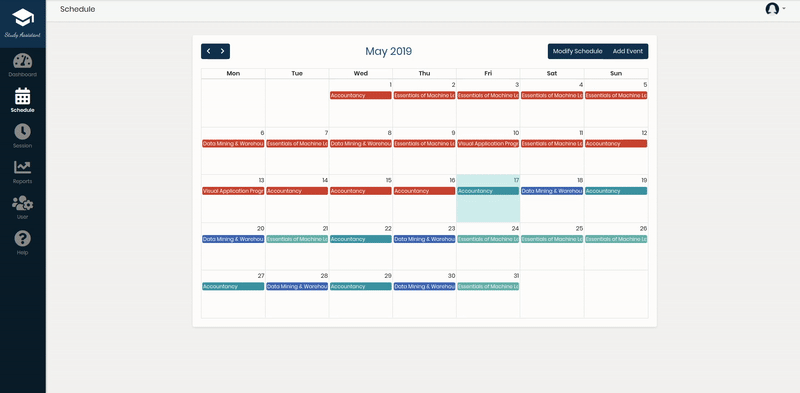 Schedule
Study Assistant
Dashboard
Schedule
Session
Reports
User
Help
May 2019
Modify Schedule Add Event
Mon Tue Wed Thu Fri Sat Sun
1 2 3 4 5
Accountancy Essentials of Machine Le Essentials of Machine Le Essentials of Machine Le Essentials of Machine Le
6 7 8 9 10 11 12
Data Mining & Warehou Essentials of Machine Le Data Mining & Warehou Essentials of Machine Le Visual Application Progr Essentials of Machine Le Accountancy
13 14 15 16 17 18 19
Visual Application Progr Accountancy Accountancy Accountancy Accountancy Data Mining & Warehou Accountancy
20 21 22 23 24 25 26
Data Mining & Warehou Essentials of Machine Le Accountancy Data Mining & Warehou Essentials of Machine Le Essentials of Machine Le Essentials of Machine Le
27 28 29 30 31
Accountancy Data Mining & Warehou Accountancy Data Mining & Warehou Essentials of Machine Le